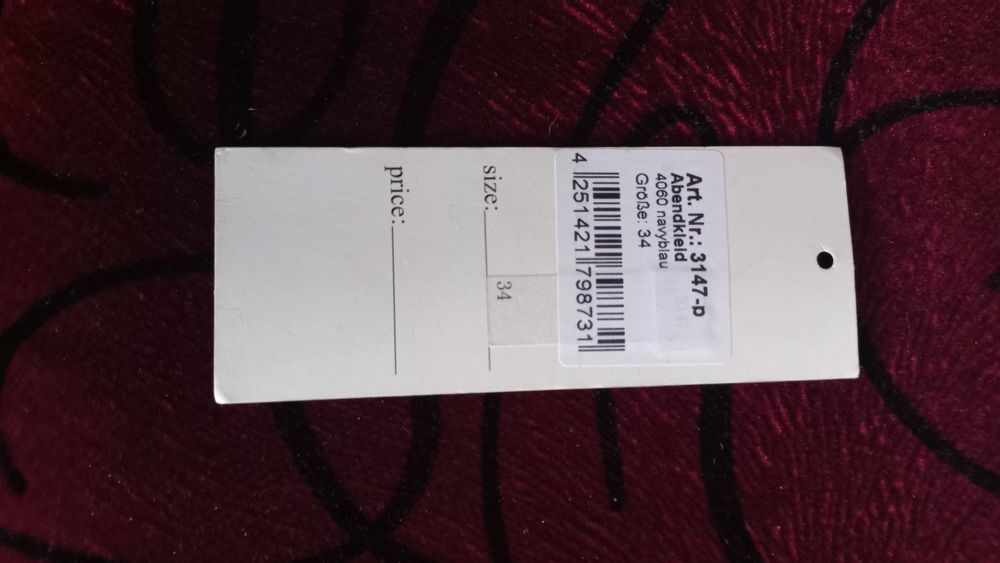 Art. Nr.: 3147-p
Abendkleid
4060 navyblau
Größe: 34
4 251421 798731
size: 34
price: